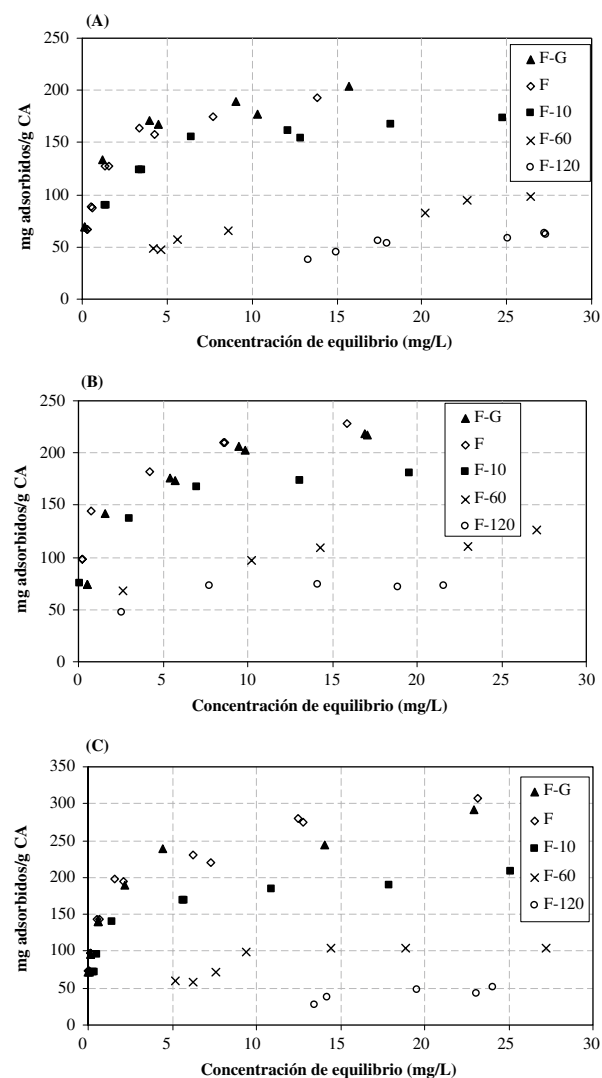 (A)
250
200
150
100
50
0
mg adsorbidos/g CA
0 5 10 15 20 25 30
Concentración de equilibrio (mg/L)
F-G
F
F-10
F-60
F-120
(B)
250
200
150
100
50
0
mg adsorbidos/g CA
0 5 10 15 20 25 30
Concentración de equilibrio (mg/L)
F-G
F
F-10
F-60
F-120
(C)
350
300
250
200
150
100
50
0
mg adsorbidos/g CA
0 5 10 15 20 25 30
Concentración de equilibrio (mg/L)
F-G
F
F-10
F-60
F-120